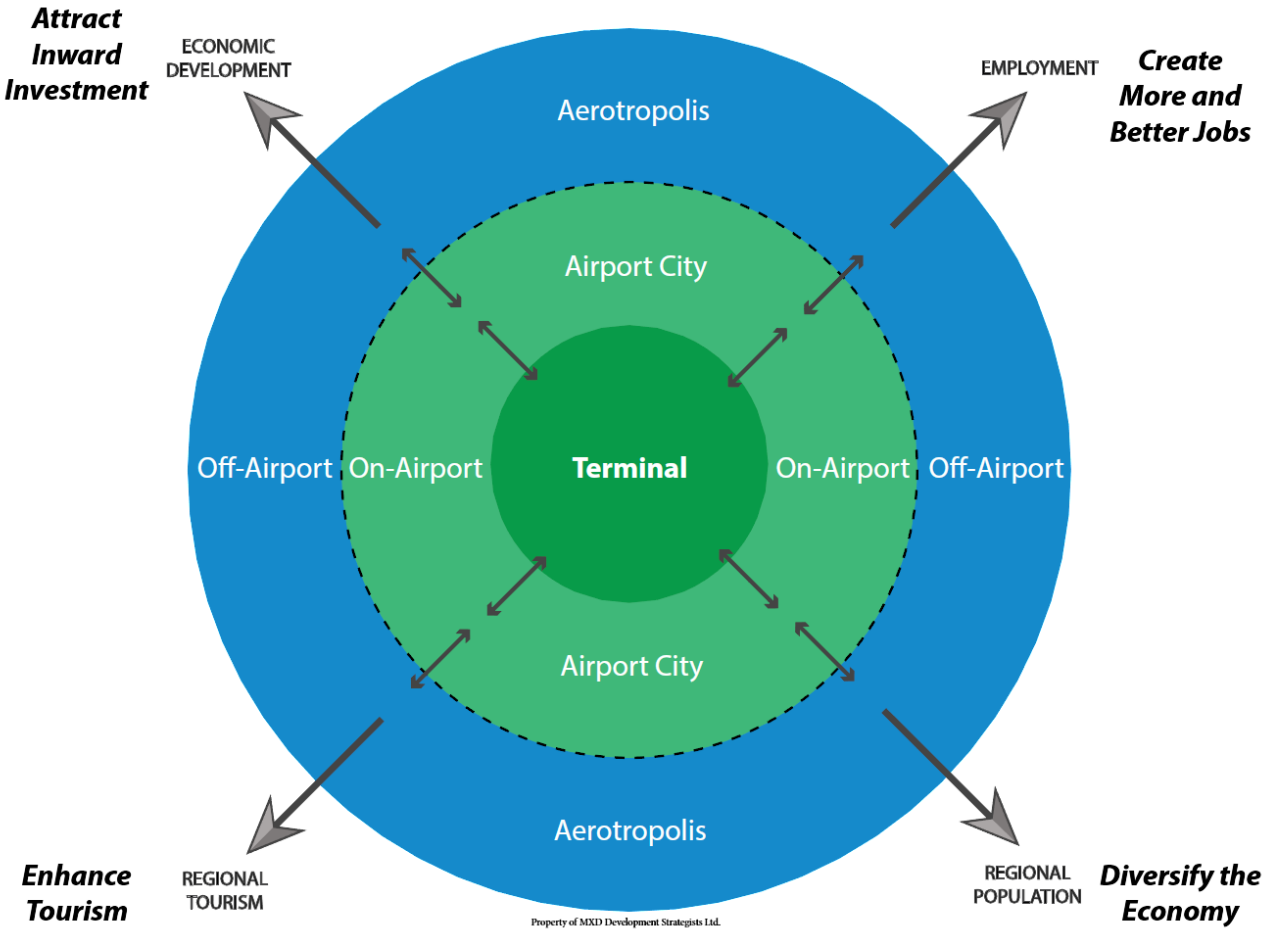 Attract
Inward
Investment
ECONOMIC
DEVELOPMENT
EMPLOYMENT
Create
More and
Better Jobs
Aerotropolis
Airport City
Off-Airport
On-Airport
Terminal
On-Airport
Off-Airport
Airport City
Aerotropolis
Enhance
Tourism
REGIONAL
TOURISM
REGIONAL
POPULATION
Diversify the
Economy
Property of MXD Development Strategists Ltd.